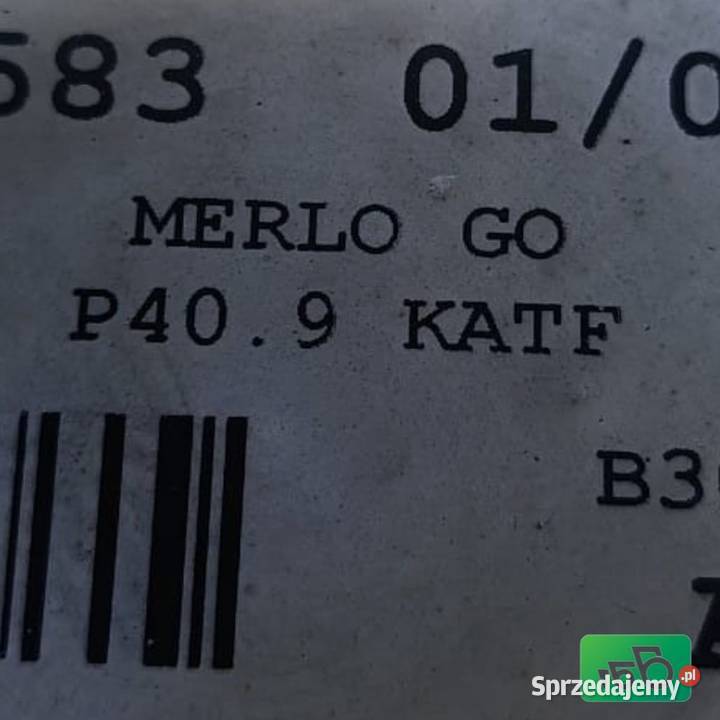 583 01/0
MERLO GO
P40.9 KATF
B3
Sprzedajemy.pl